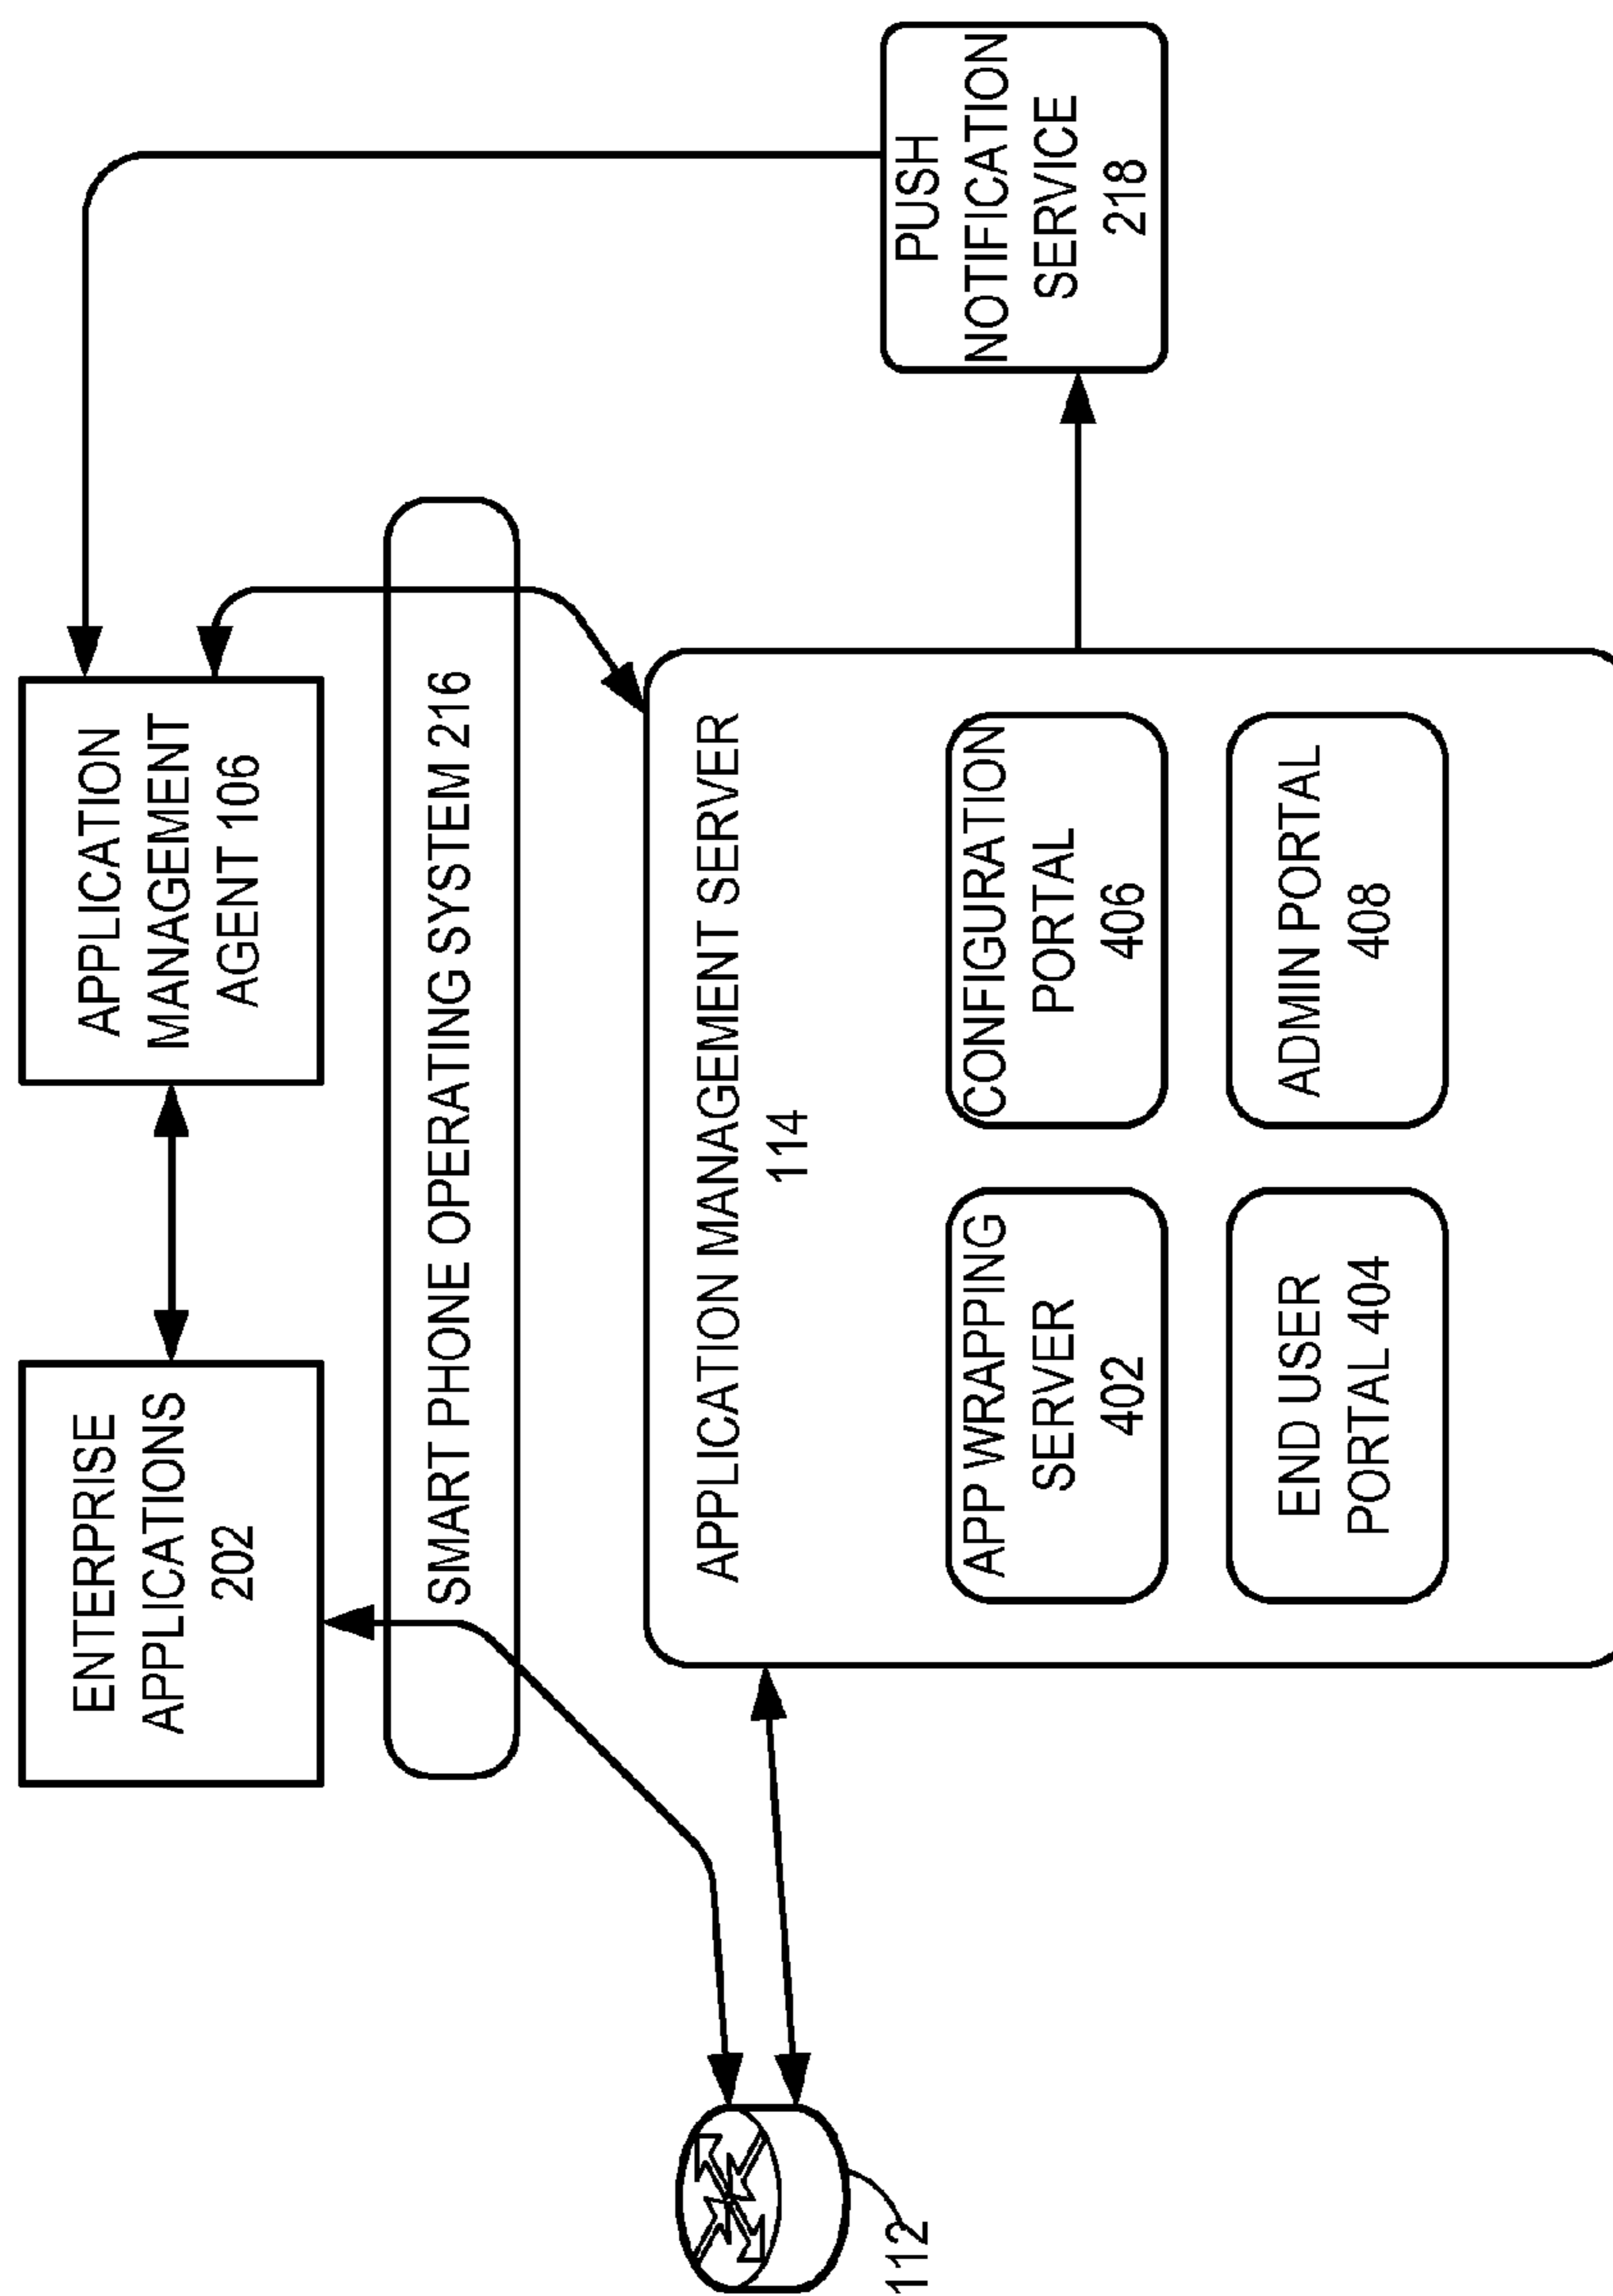 ENTERPRISE
APPLICATIONS
202
APPLICATION
MANAGEMENT
AGENT 106
SMART PHONE OPERATING SYSTEM 216
APPLICATION MANAGEMENT SERVER
114
APP WRAPPING
SERVER
402
CONFIGURATION
PORTAL
406
END USER
PORTAL 404
ADMIN PORTAL
408
PUSH
NOTIFICATION
SERVICE
218
112